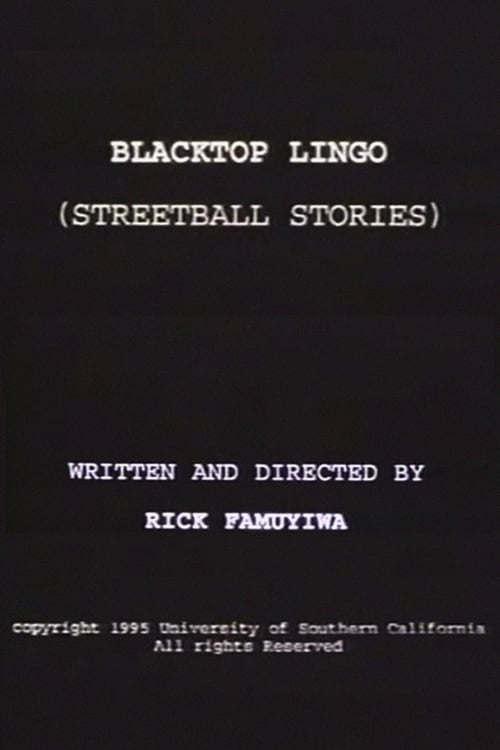 BLACKTOP LINGO
(STREETBALL STORIES)
WRITTEN AND DIRECTED BY
RICK FAMUYIWA
copyright 1995 University of Southern California
All rights Reserved